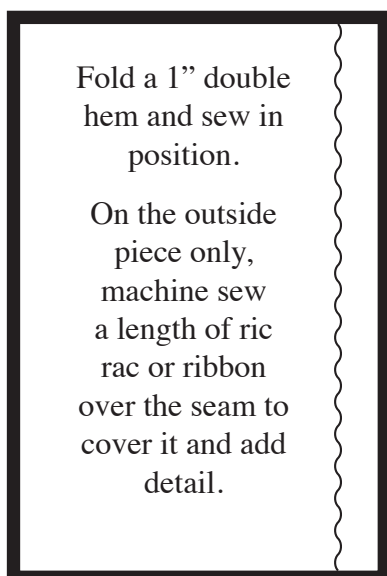 Fold a 1” double
hem and sew in
position.
On the outside
piece only,
machine sew
a length of ric
rac or ribbon
over the seam to
cover it and add
detail.